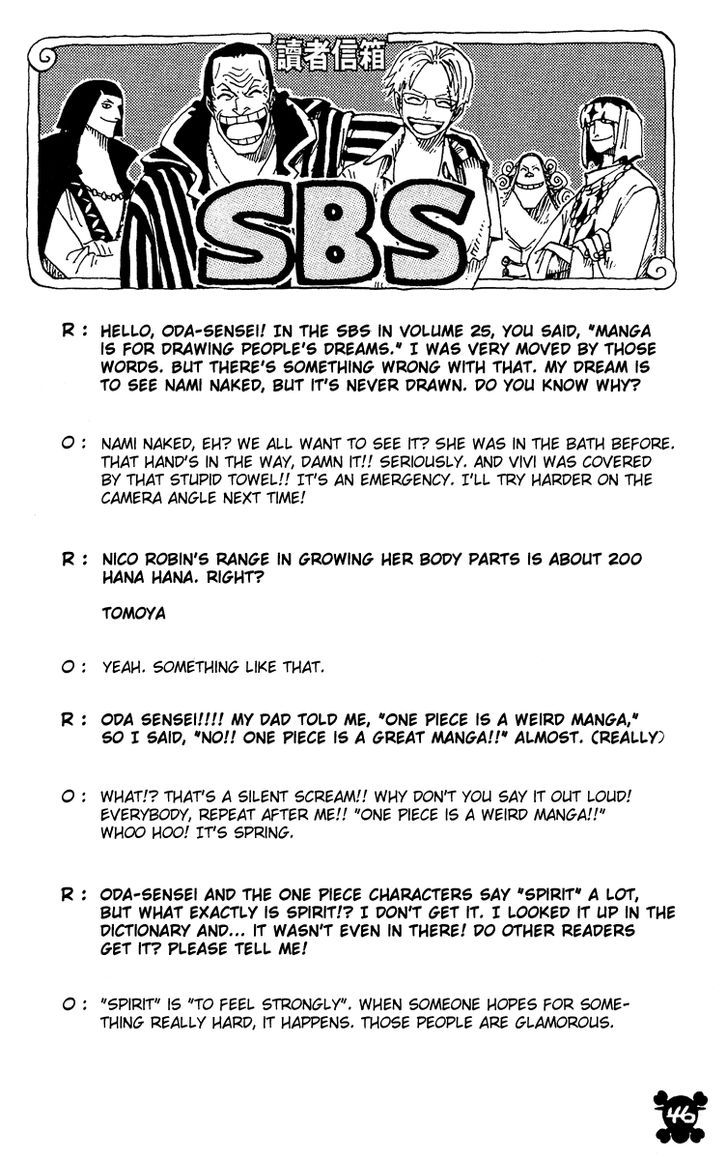 讀者信箱
SBS
R: HELLO, ODA-SENSEI! IN THE SBS IN VOLUME 25, YOU SAID, "MANGA
IS FOR DRAWING PEOPLE'S DREAMS." I WAS VERY MOVED BY THOSE
WORDS. BUT THERE'S SOMETHING WRONG WITH THAT. MY DREAM IS
TO SEE NAMI NAKED, BUT IT'S NEVER DRAWN. DO YOU KNOW WHY?
O: NAMI NAKED, EH? WE ALL WANT TO SEE IT? SHE WAS IN THE BATH BEFORE.
THAT HAND'S IN THE WAY, DAMN IT!! SERIOUSLY. AND VIVI WAS COVERED
BY THAT STUPID TOWEL!! IT'S AN EMERGENCY. I'LL TRY HARDER ON THE
CAMERA ANGLE NEXT TIME!
R: NICO ROBIN'S RANGE IN GROWING HER BODY PARTS IS ABOUT 200
HANA HANA. RIGHT?
TOMOYA
O: YEAH. SOMETHING LIKE THAT.
R: ODA SENSEI!!!! MY DAD TOLD ME, "ONE PIECE IS A WEIRD MANGA,"
SO I SAID, "NO!! ONE PIECE IS A GREAT MANGA!!" ALMOST. (REALLY)
O: WHAT!? THAT'S A SILENT SCREAM!! WHY DON'T YOU SAY IT OUT LOUD!
EVERYBODY, REPEAT AFTER ME!! "ONE PIECE IS A WEIRD MANGA!!"
WHOO HOO! IT'S SPRING.
R: ODA-SENSEI AND THE ONE PIECE CHARACTERS SAY "SPIRIT" A LOT,
BUT WHAT EXACTLY IS SPIRIT!? I DON'T GET IT. I LOOKED IT UP IN THE
DICTIONARY AND... IT WASN'T EVEN IN THERE! DO OTHER READERS
GET IT? PLEASE TELL ME!
O: "SPIRIT" IS "TO FEEL STRONGLY". WHEN SOMEONE HOPES FOR SOME-
THING REALLY HARD, IT HAPPENS. THOSE PEOPLE ARE GLAMOROUS.
46